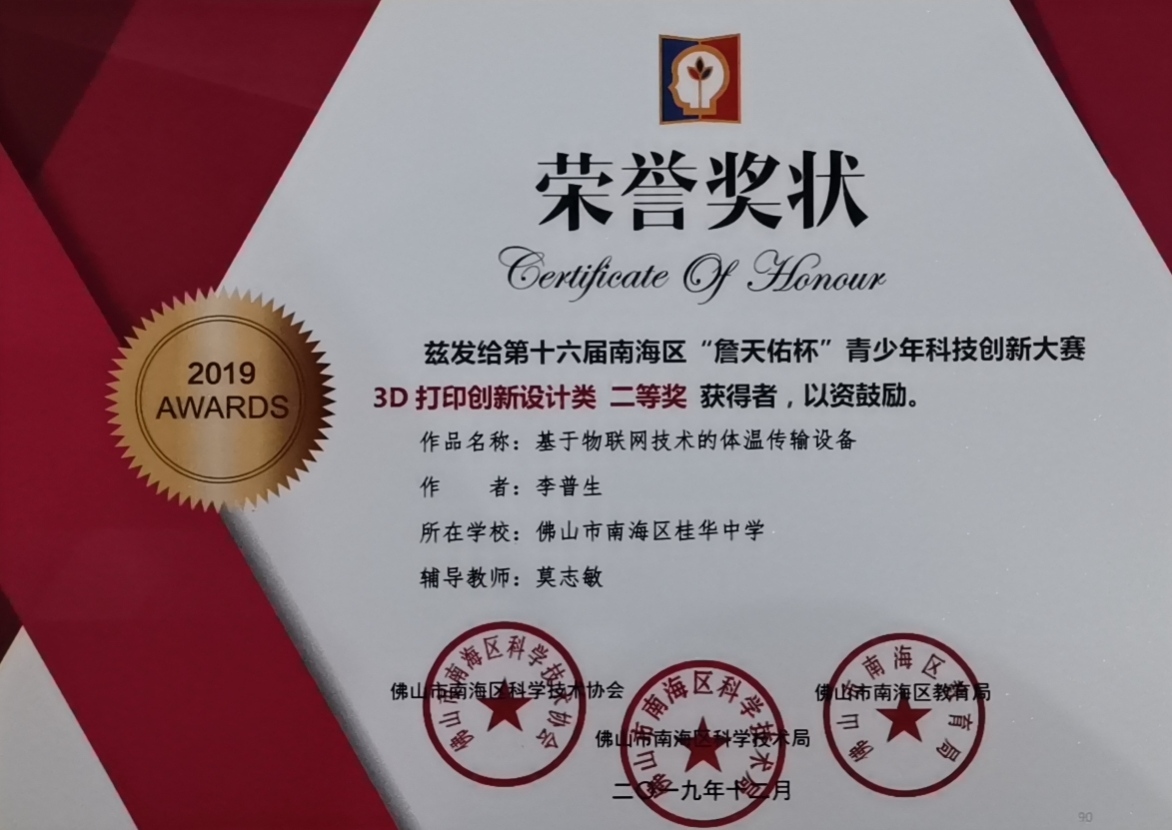 荣誉奖状
Certificate Of Honour
2019
AWARDS
兹发给第十六届南海区“詹天佑杯”青少年科技创新大赛
3D 打印创新设计类 二等奖 获得者，以资鼓励。
作品名称：基于物联网技术的体温传输设备
作 者：李普生
所在学校：佛山市南海区桂华中学
辅导教师：莫志敏
佛山市南海区科学技术协会
佛山市南海区科学技术协会
佛山市南海区教育局
佛山市南海区教育局
佛山市南海区科学技术局
佛山市南海区科学技术局
二〇一九年十二月
90